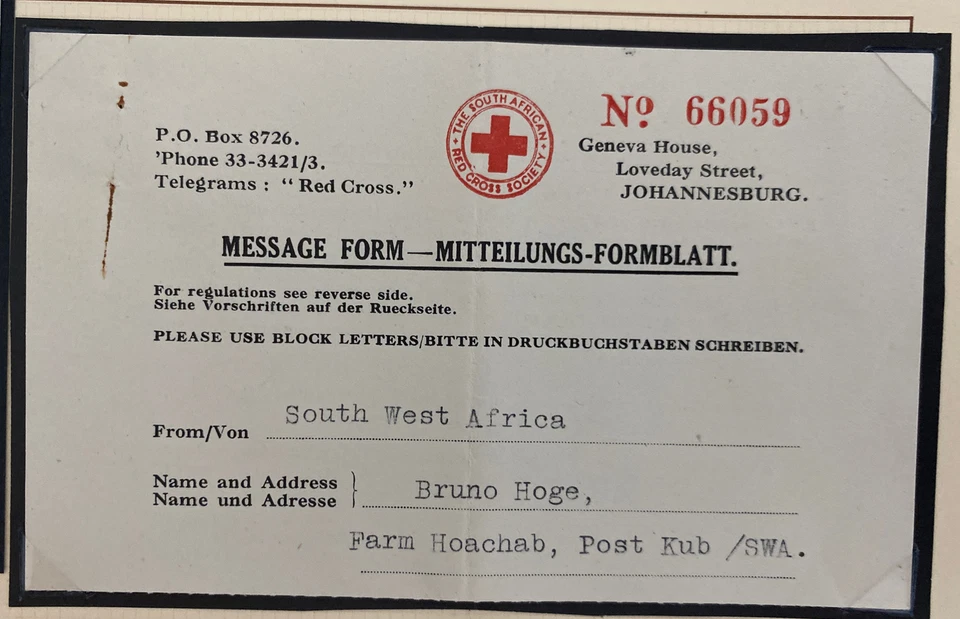 P.O. Box 8726.
'Phone 33-3421/3.
Telegrams : "Red Cross."
THE SOUTH AFRICAN
RED CROSS SOCIETY
Nº 66059
Geneva House,
Loveday Street,
JOHANNESBURG.
MESSAGE FORM—MITTEILUNGS-FORMBLATT.
For regulations see reverse side.
Siehe Vorschriften auf der Rueckseite.
PLEASE USE BLOCK LETTERS/BITTE IN DRUCKBUCHSTABEN SCHREIBEN.
From/Von South West Africa
Name and Address
Name und Adresse } Bruno Hoge,
Farm Hoachab, Post Kub /SWA.